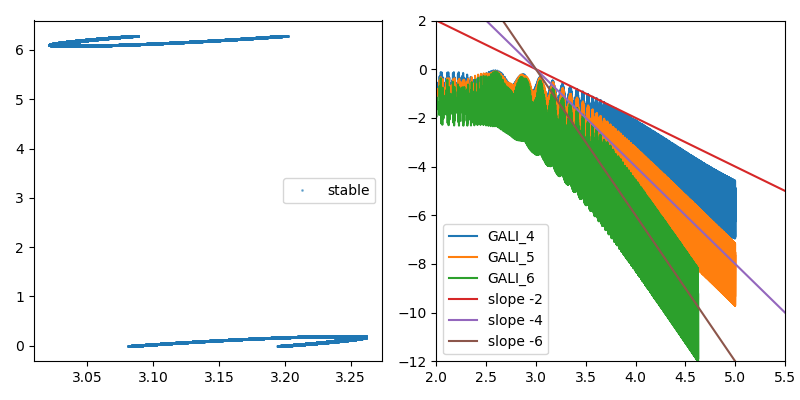 6
5
4
3
2
1
0
3.05 3.10 3.15 3.20 3.25
stable
2
0
−2
−4
−6
−8
−10
−12
2.0 2.5 3.0 3.5 4.0 4.5 5.0 5.5
GALI_4
GALI_5
GALI_6
slope -2
slope -4
slope -6